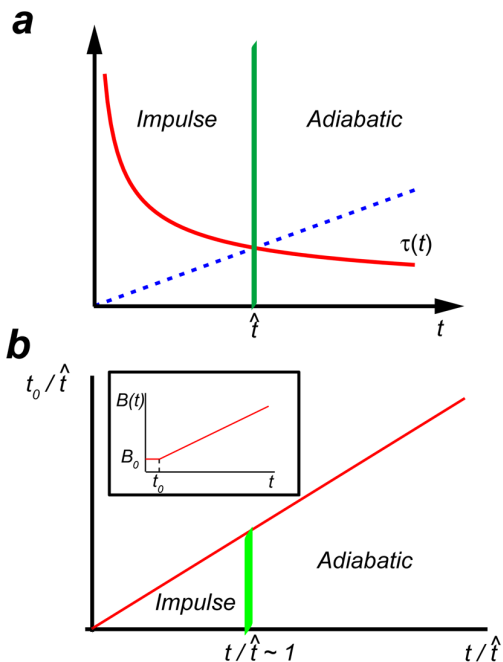 a
Impulse
Adiabatic
τ(t)
t̂
t
b
t₀ / t̂
B(t)
B₀
t₀
t
Adiabatic
Impulse
t / t̂ ~ 1
t / t̂